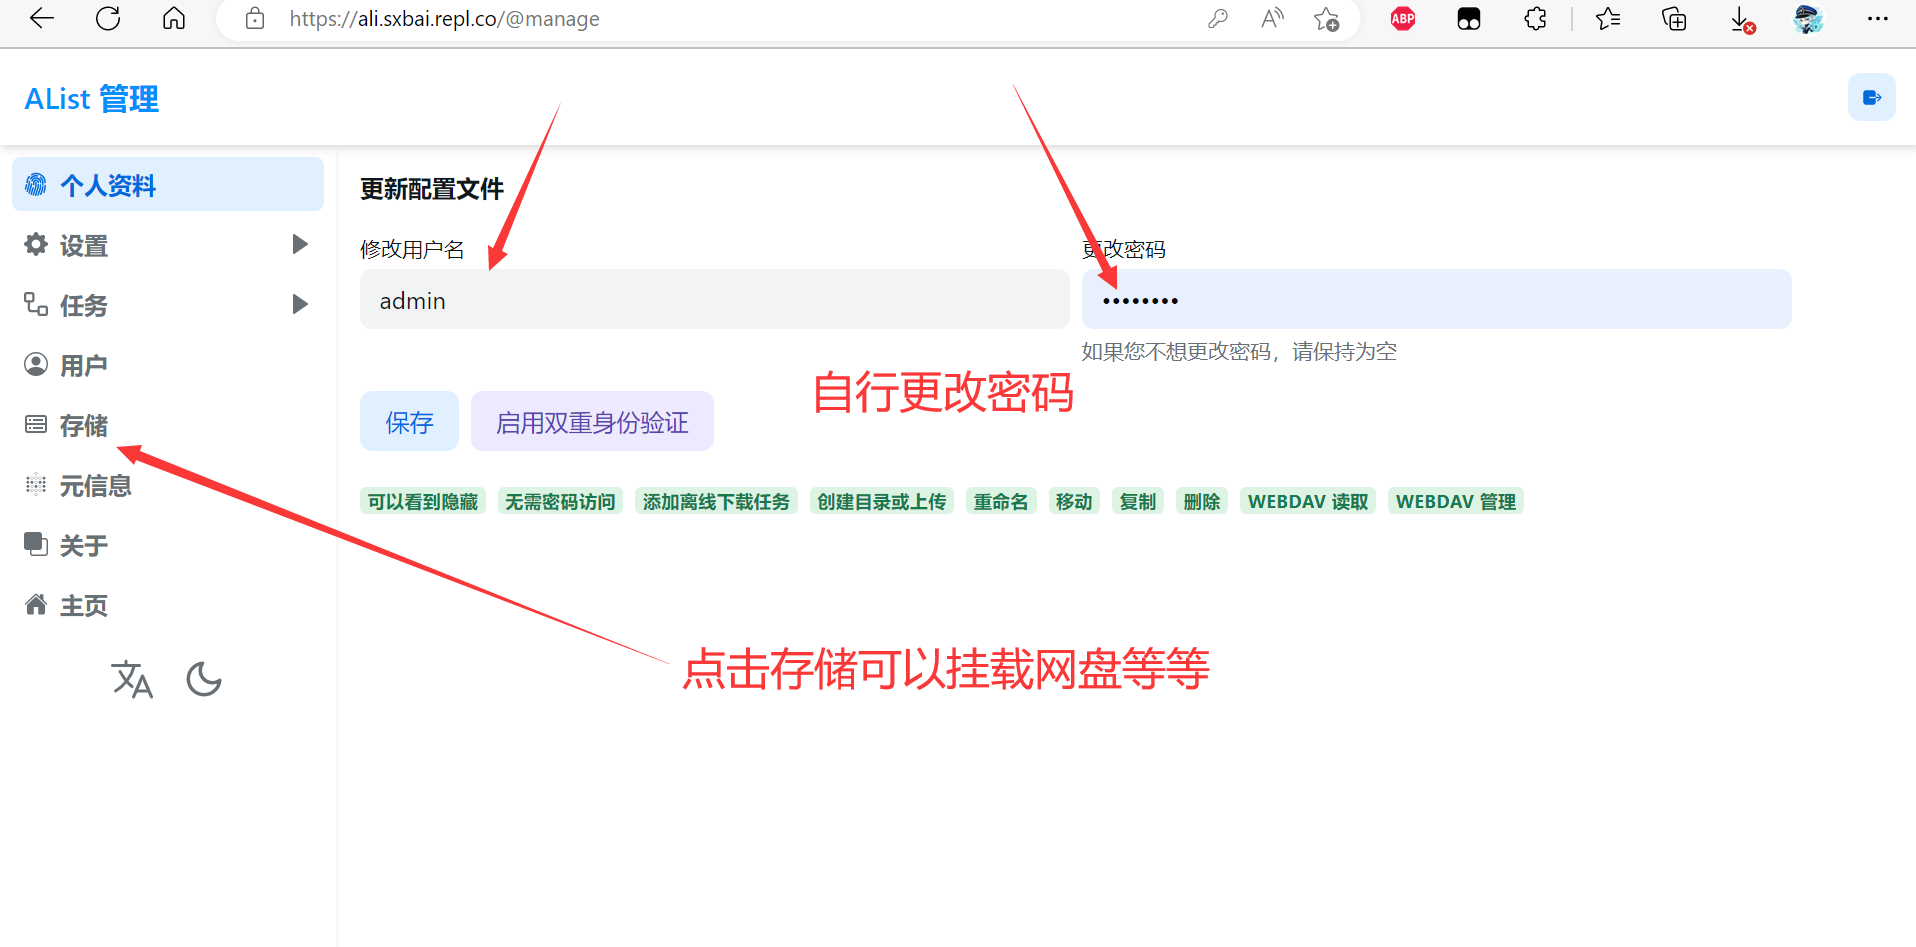 https://ali.sxbai.repl.co/@manage
ABP
AList 管理
个人资料
设置
任务
用户
存储
元信息
关于
主页
更新配置文件
修改用户名
更改密码
admin
••••••••
如果您不想更改密码，请保持为空
自行更改密码
保存
启用双重身份验证
可以看到隐藏 无需密码访问 添加离线下载任务 创建目录或上传 重命名 移动 复制 删除 WEBDAV 读取 WEBDAV 管理
点击存储可以挂载网盘等等